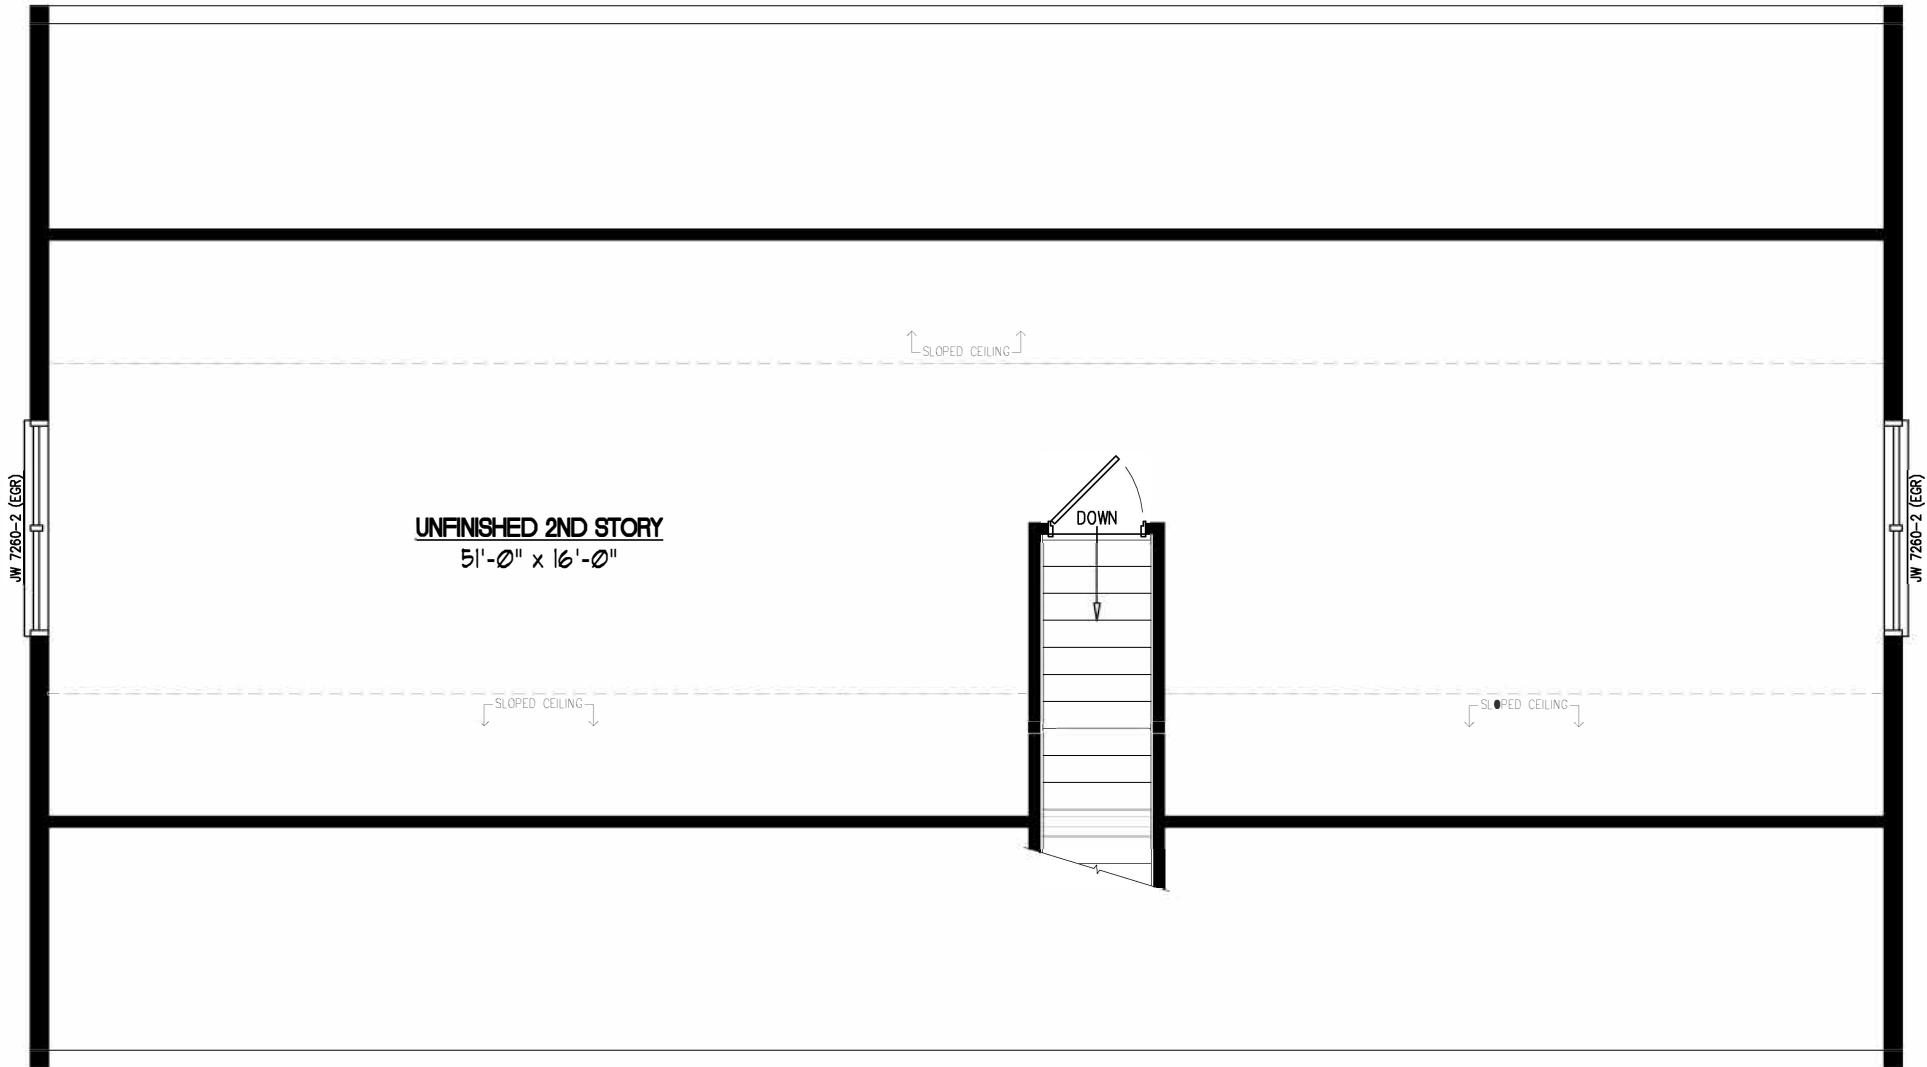 SLOPED CEILING
JW 7260-2 (EGR)
UNFINISHED 2ND STORY
51'-0" x 16'-0"
DOWN
JW 7260-2 (EGR)
SLOPED CEILING
SLOPED CEILING